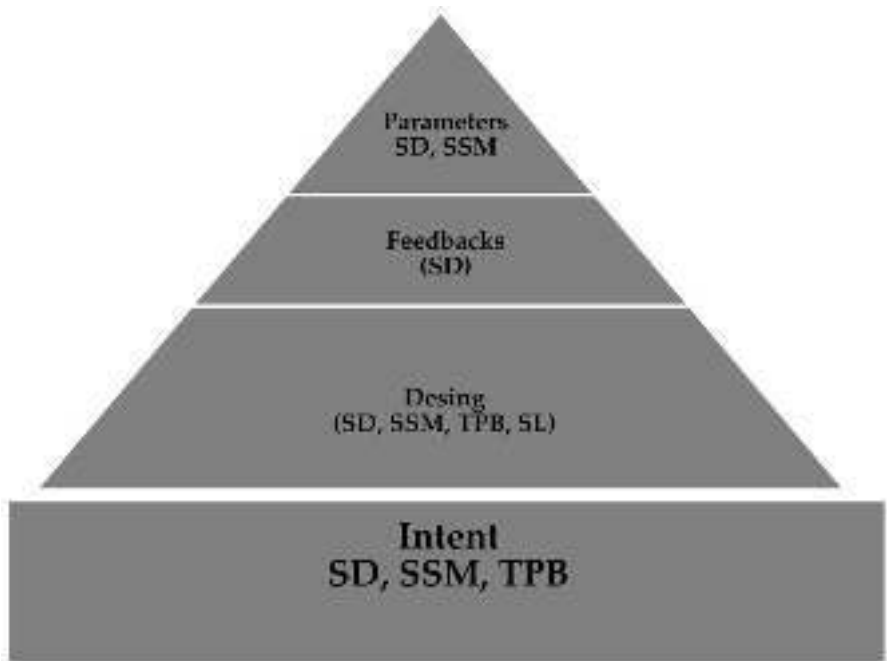 Parameters
SD, SSM
Feedbacks
(SD)
Desing
(SD, SSM, TPB, SL)
Intent
SD, SSM, TPB